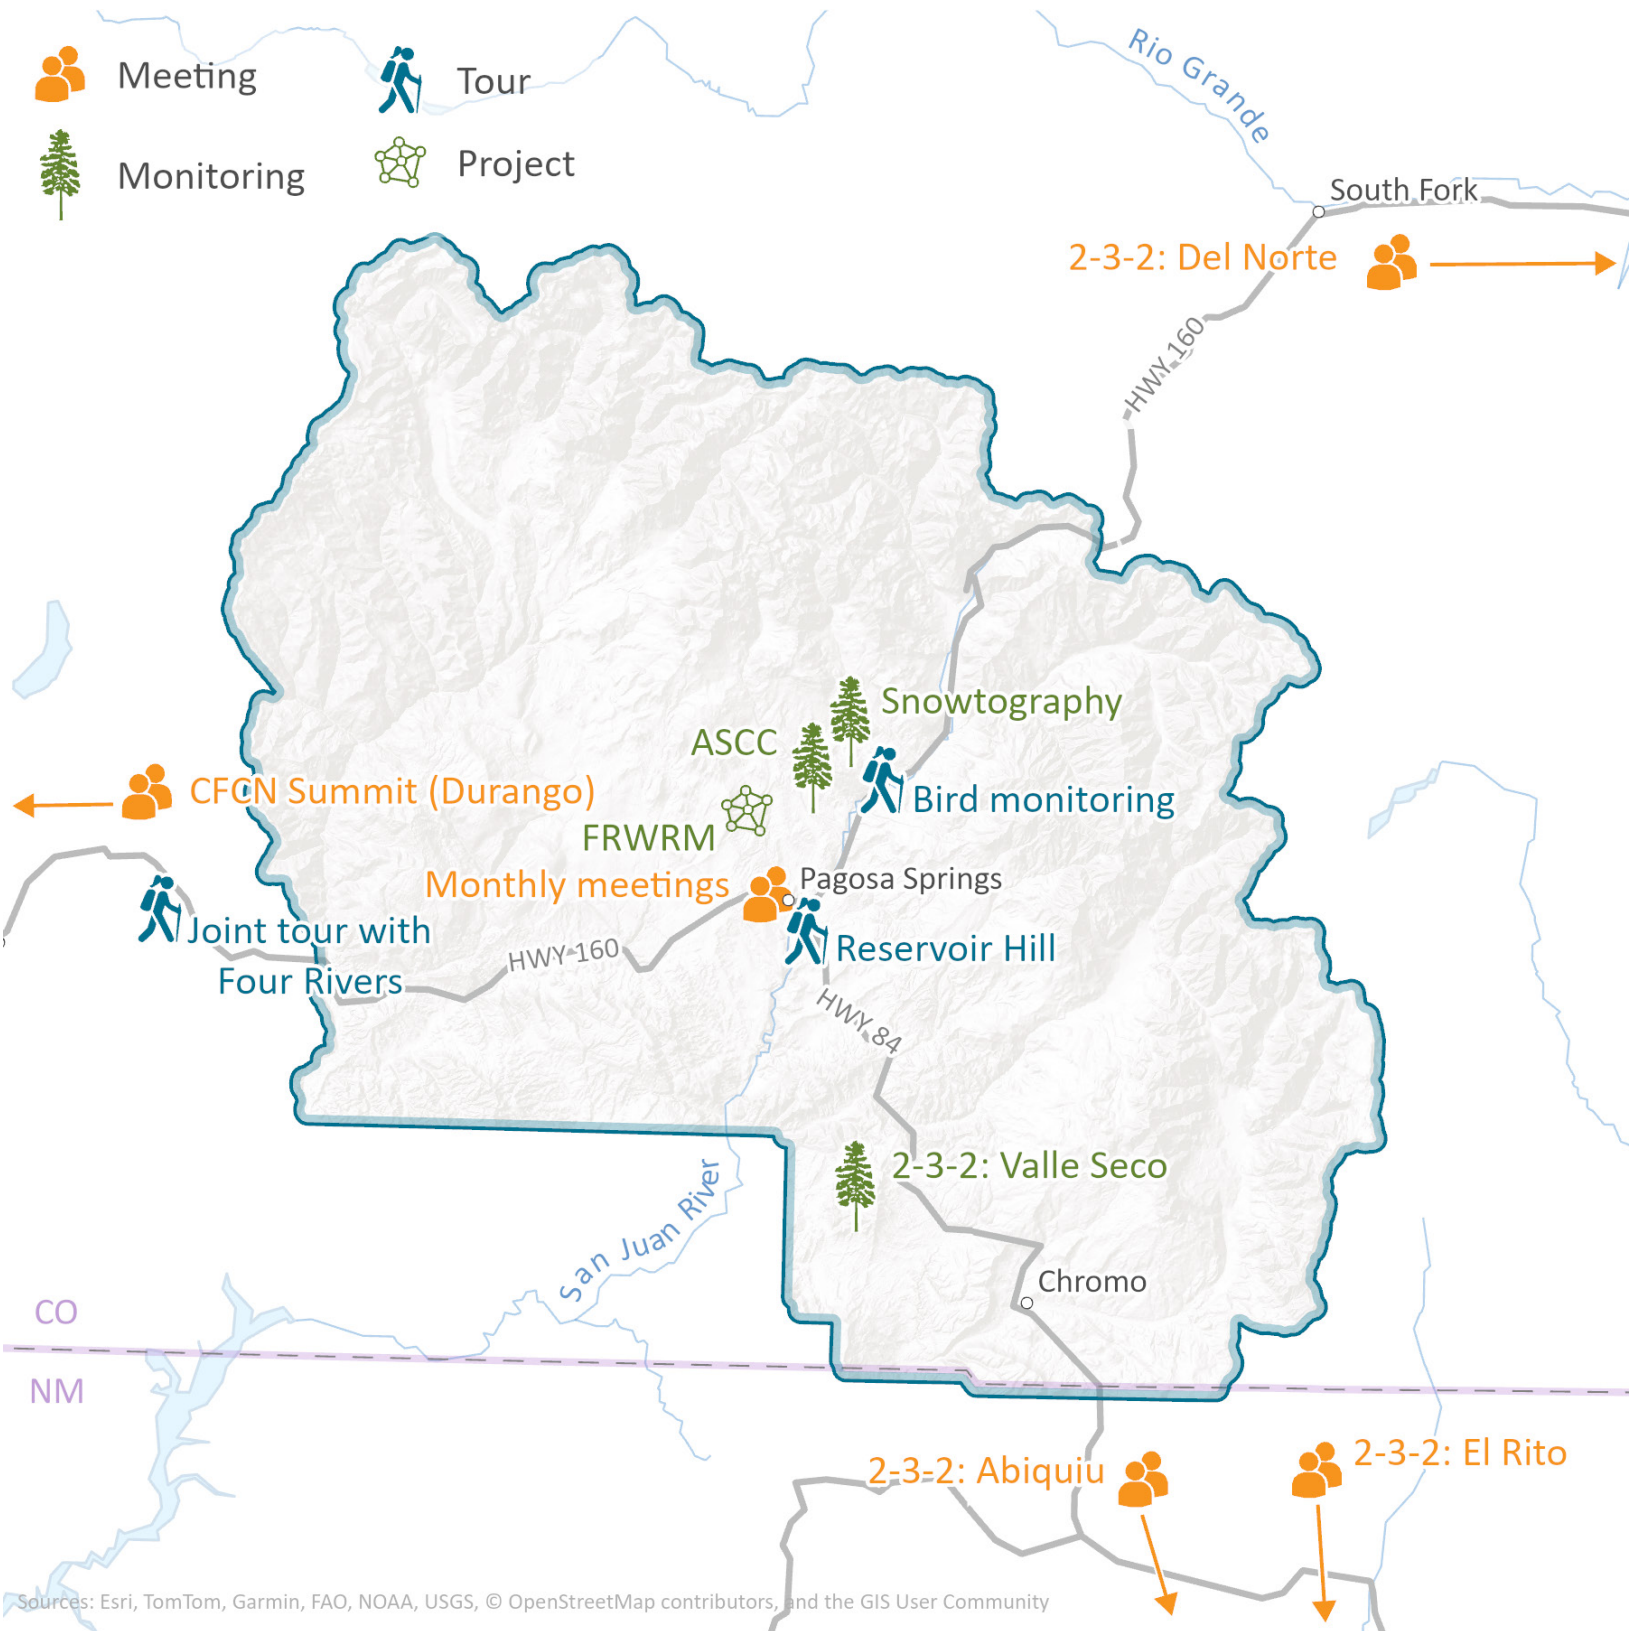 Meeting
Tour
Monitoring
Project
Rio Grande
South Fork
2-3-2: Del Norte
HWY 160
Snowtography
ASCC
CFCN Summit (Durango)
Bird monitoring
FRWRM
Monthly meetings
Pagosa Springs
Joint tour with
Four Rivers
HWY 160
Reservoir Hill
HWY 84
2-3-2: Valle Seco
San Juan River
Chromo
CO
NM
2-3-2: Abiquiu
2-3-2: El Rito
Sources: Esri, TomTom, Garmin, FAO, NOAA, USGS, © OpenStreetMap contributors, and the GIS User Community